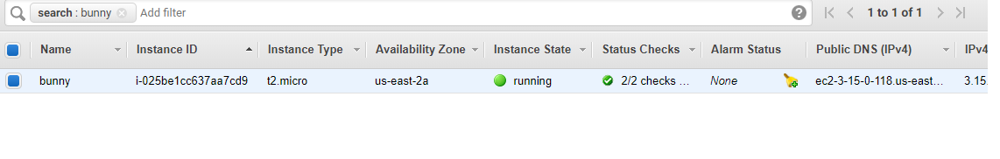 search : bunny Add filter ? 1 to 1 of 1
Name Instance ID Instance Type Availability Zone Instance State Status Checks Alarm Status Public DNS (IPv4) IPv4
bunny i-025be1cc637aa7cd9 t2.micro us-east-2a running 2/2 checks ... None ec2-3-15-0-118.us-east... 3.15.